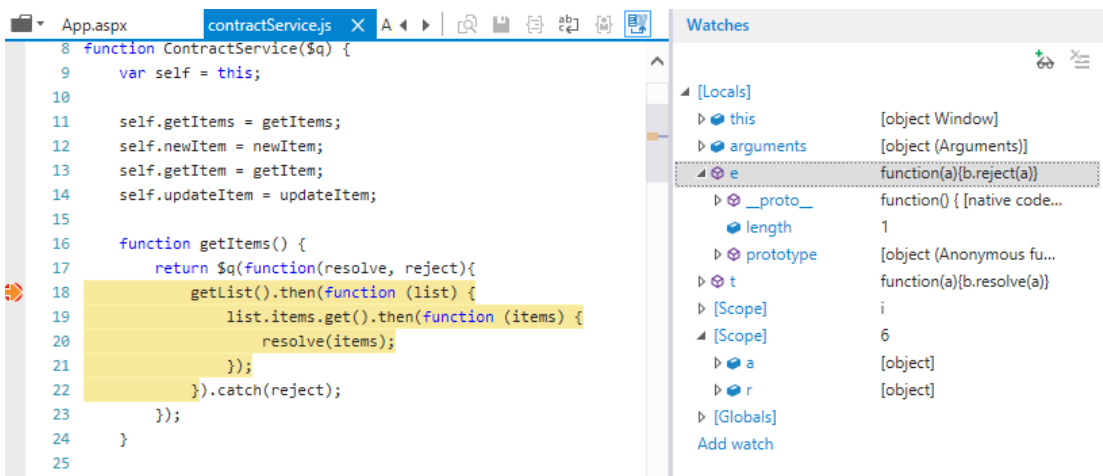 App.aspx
contractService.js
A
8 function ContractService($q) {
9     var self = this;
10
11     self.getItems = getItems;
12     self.newItem = newItem;
13     self.getItem = getItem;
14     self.updateItem = updateItem;
15
16     function getItems() {
17         return $q(function(resolve, reject){
18             getList().then(function (list) {
19                 list.items.get().then(function (items) {
20                     resolve(items);
21                 });
22             }).catch(reject);
23         });
24     }
25
Watches
[Locals]
this [object Window]
arguments [object (Arguments)]
e function(a){b.reject(a)}
__proto__ function() { [native code...
length 1
prototype [object (Anonymous fu...
t function(a){b.resolve(a)}
[Scope] i
[Scope] 6
a [object]
r [object]
[Globals]
Add watch